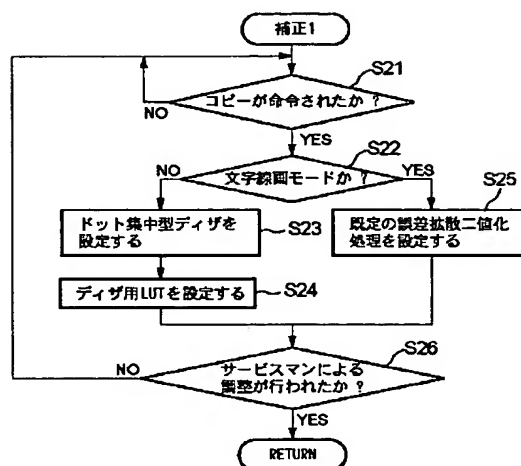 補正1
S21
コピーが命令されたか ?
NO
YES
S22
文字線画モードか ?
NO
YES
S25
ドット集中型ディザを
設定する
S23
既定の誤差拡散二値化
処理を設定する
ディザ用LUTを設定する
S24
S26
サービスマンによる
調整が行われたか ?
NO
YES
RETURN